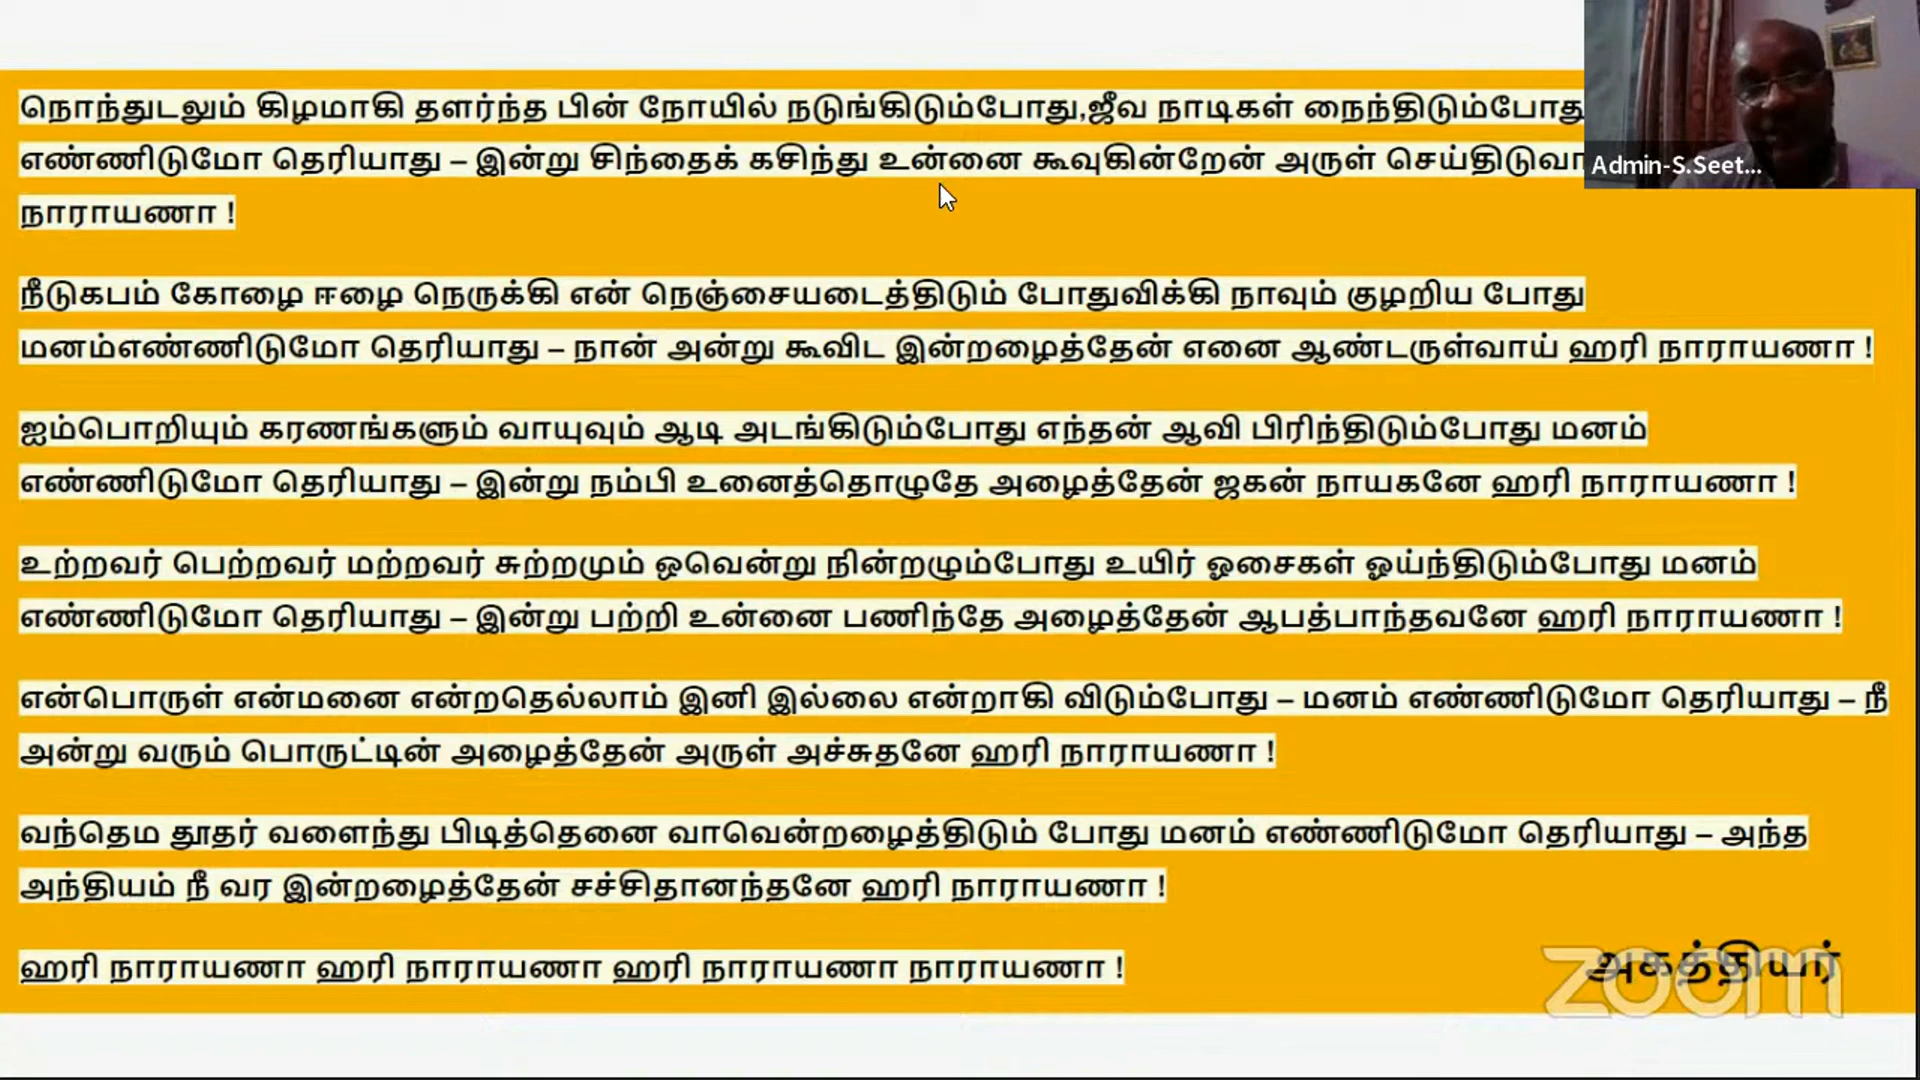 நொந்துடலும் கிழமாகி தளர்ந்த பின் நோயில் நடுங்கிடும்போது,ஜீவ நாடிகள் நைந்திடும்போது
எண்ணிடுமோ தெரியாது – இன்று சிந்தைக் கசிந்து உன்னை கூவுகின்றேன் அருள் செய்திடுவா
நாராயணா !
நீடுகபம் கோழை ஈழை நெருக்கி என் நெஞ்சையடைத்திடும் போதுவிக்கி நாவும் குழறிய போது
மனம்எண்ணிடுமோ தெரியாது – நான் அன்று கூவிட இன்றழைத்தேன் எனை ஆண்டருள்வாய் ஹரி நாராயணா !
ஐம்பொறியும் கரணங்களும் வாயுவும் ஆடி அடங்கிடும்போது எந்தன் ஆவி பிரிந்திடும்போது மனம்
எண்ணிடுமோ தெரியாது – இன்று நம்பி உனைத்தொழுதே அழைத்தேன் ஜகன் நாயகனே ஹரி நாராயணா !
உற்றவர் பெற்றவர் மற்றவர் சுற்றமும் ஒவென்று நின்றழும்போது உயிர் ஓசைகள் ஓய்ந்திடும்போது மனம்
எண்ணிடுமோ தெரியாது – இன்று பற்றி உன்னை பணிந்தே அழைத்தேன் ஆபத்பாந்தவனே ஹரி நாராயணா !
என்பொருள் என்மனை என்றதெல்லாம் இனி இல்லை என்றாகி விடும்போது – மனம் எண்ணிடுமோ தெரியாது – நீ
அன்று வரும் பொருட்டின் அழைத்தேன் அருள் அச்சுதனே ஹரி நாராயணா !
வந்தெம தூதர் வளைந்து பிடித்தெனை வாவென்றழைத்திடும் போது மனம் எண்ணிடுமோ தெரியாது – அந்த
அந்தியம் நீ வர இன்றழைத்தேன் சச்சிதானந்தனே ஹரி நாராயணா !
ஹரி நாராயணா ஹரி நாராயணா ஹரி நாராயணா நாராயணா !
அகத்தியர்
zoom
Admin-S.Seet...